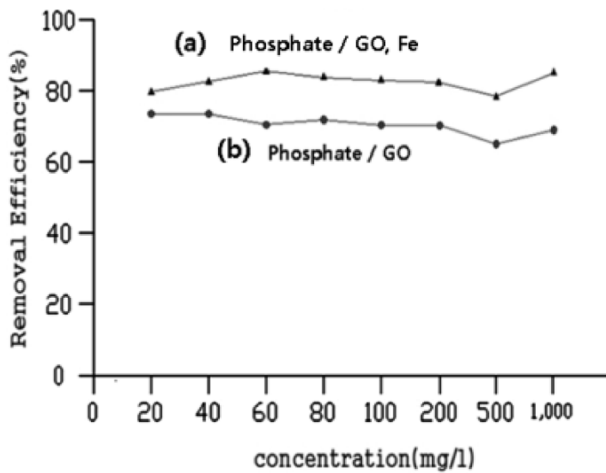 100
(a) Phosphate / GO, Fe
80
(b) Phosphate / GO
60
40
20
0
Removal Efficiency(%)
0 20 40 60 80 100 200 500 1,000
concentration(mg/l)